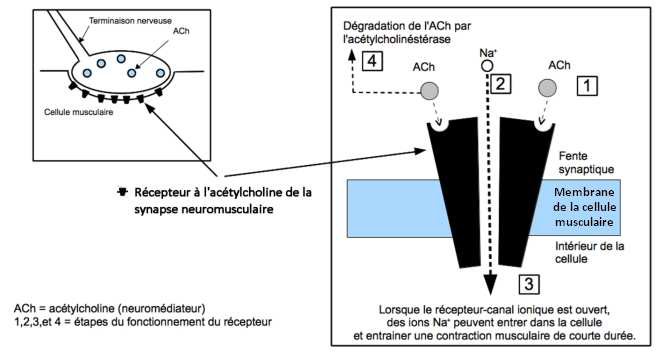 Terminaison nerveuse
ACh
Cellule musculaire
Récepteur à l'acétylcholine de la
synapse neuromusculaire
ACh = acétylcholine (neuromédiateur)
1,2,3,et 4 = étapes du fonctionnement du récepteur
Dégradation de l'ACh par
l'acétylcholinéstérase
4
ACh
Na⁺
2
ACh
1
Fente
synaptique
Membrane
de la cellule
musculaire
Intérieur de la
cellule
3
Lorsque le récepteur-canal ionique est ouvert,
des ions Na⁺ peuvent entrer dans la cellule
et entrainer une contraction musculaire de courte durée.